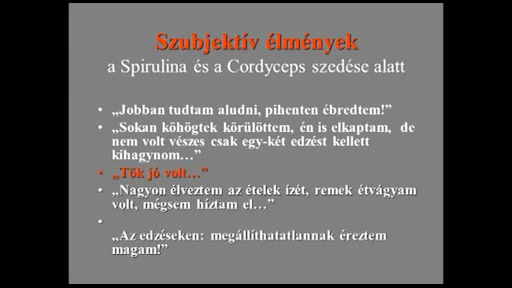 Szubjektív élmények
a Spirulina és a Cordyceps szedése alatt
• „Jobban tudtam aludni, pihenten ébredtem!”
• „Sokan köhögtek körülöttem, én is elkaptam, de
nem volt vészes csak egy-két edzést kellett
kihagynom…”
• „Tök jó volt…"
• „Nagyon élveztem az ételek ízét, remek étvágyam
volt, mégsem híztam el…”
•
„Az edzéseken: megállíthatatlannak éreztem
magam!”